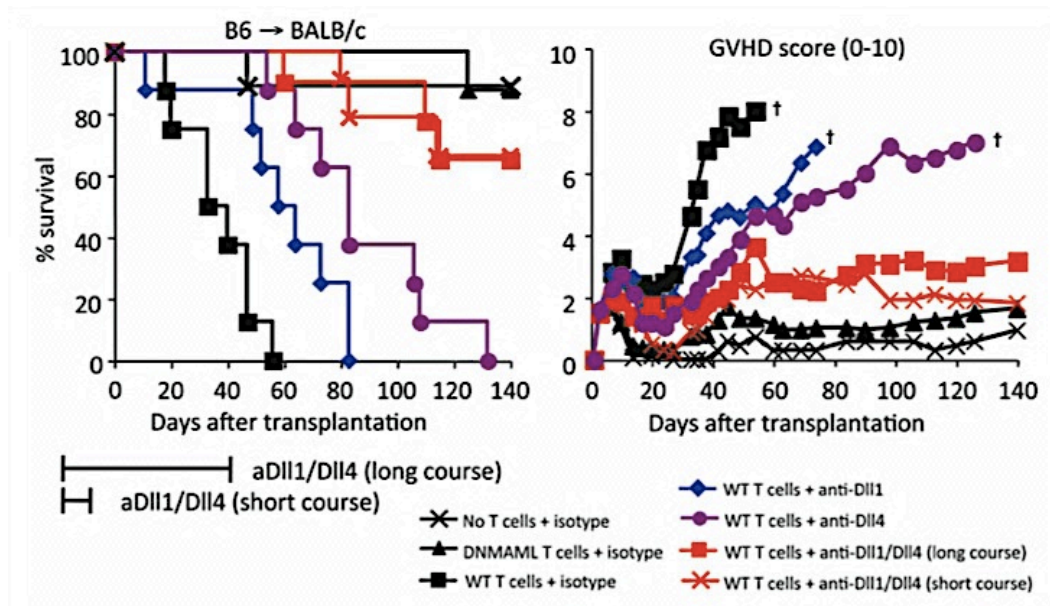 B6 → BALB/c
100
80
60
40
20
0
% survival
0 20 40 60 80 100 120 140
Days after transplantation
GVHD score (0-10)
10
8
6
4
2
0
† † †
0 20 40 60 80 100 120 140
Days after transplantation
aDll1/Dll4 (long course)
aDll1/Dll4 (short course)
No T cells + isotype
DNMAML T cells + isotype
WT T cells + isotype
WT T cells + anti-Dll1
WT T cells + anti-Dll4
WT T cells + anti-Dll1/Dll4 (long course)
WT T cells + anti-Dll1/Dll4 (short course)